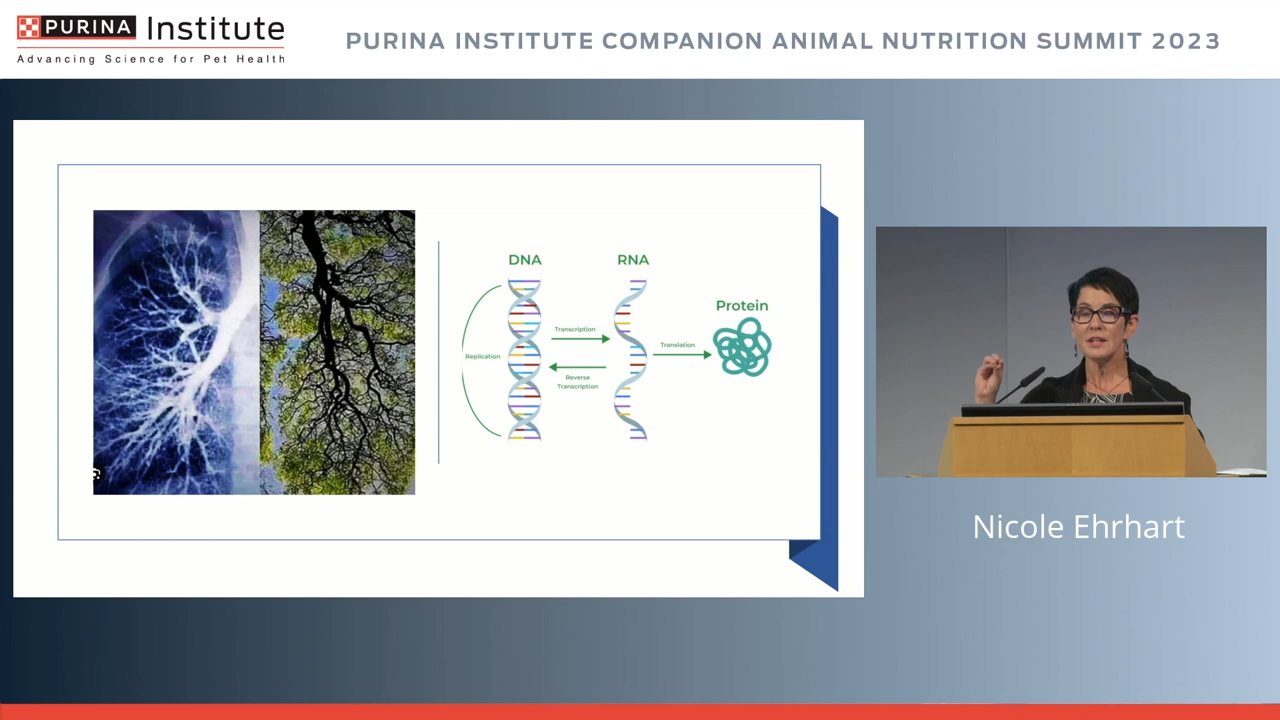 PURINA Institute
Advancing Science for Pet Health
PURINA INSTITUTE COMPANION ANIMAL NUTRITION SUMMIT 2023
DNA
RNA
Protein
Transcription
Translation
Replication
Reverse
Transcription
Nicole Ehrhart